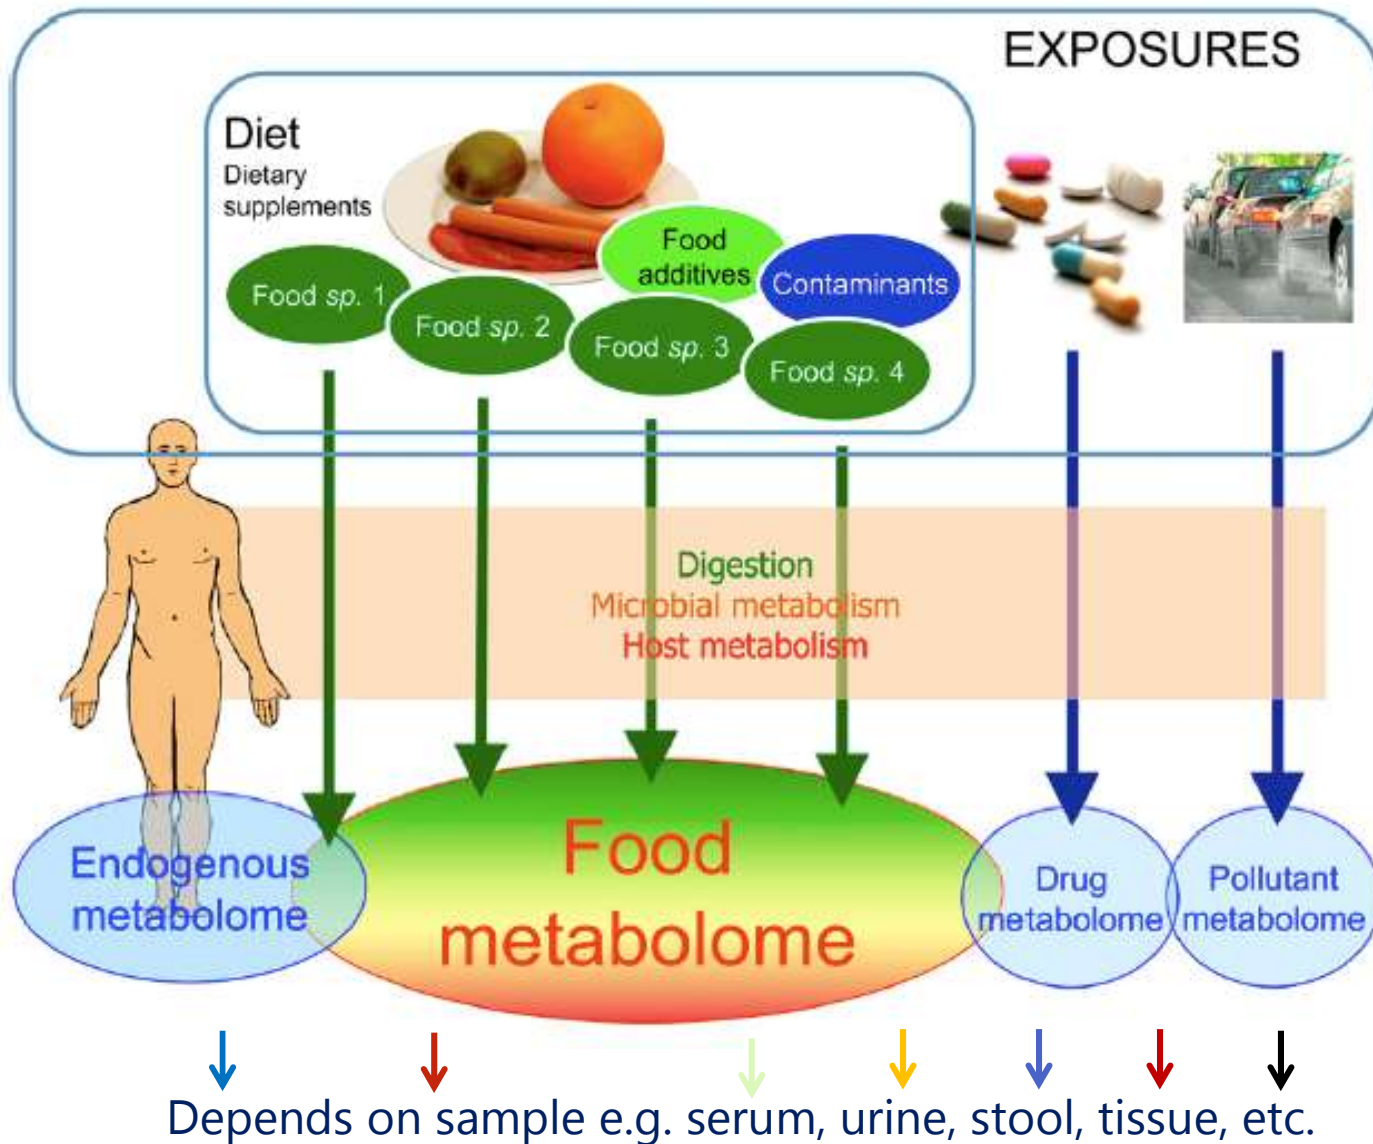 EXPOSURES
Diet
Dietary
supplements
Food
additives
Contaminants
Food sp. 1
Food sp. 2
Food sp. 3
Food sp. 4
Digestion
Microbial metabolism
Host metabolism
Endogenous
metabolome
Food
metabolome
Drug
metabolome
Pollutant
metabolome
Depends on sample e.g. serum, urine, stool, tissue, etc.